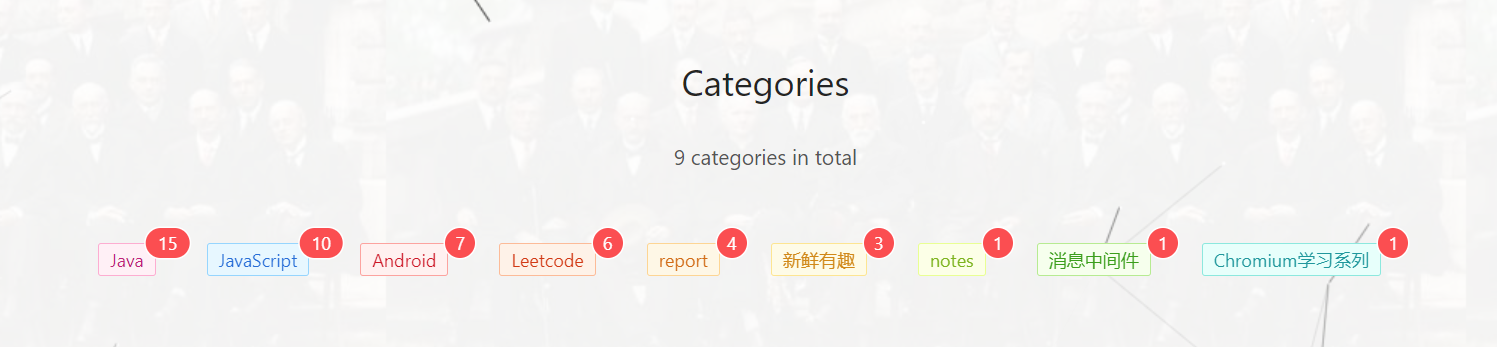 Categories
9 categories in total
Java 15 JavaScript 10 Android 7 Leetcode 6 report 4 新鲜有趣 3 notes 1 消息中间件 1 Chromium学习系列 1